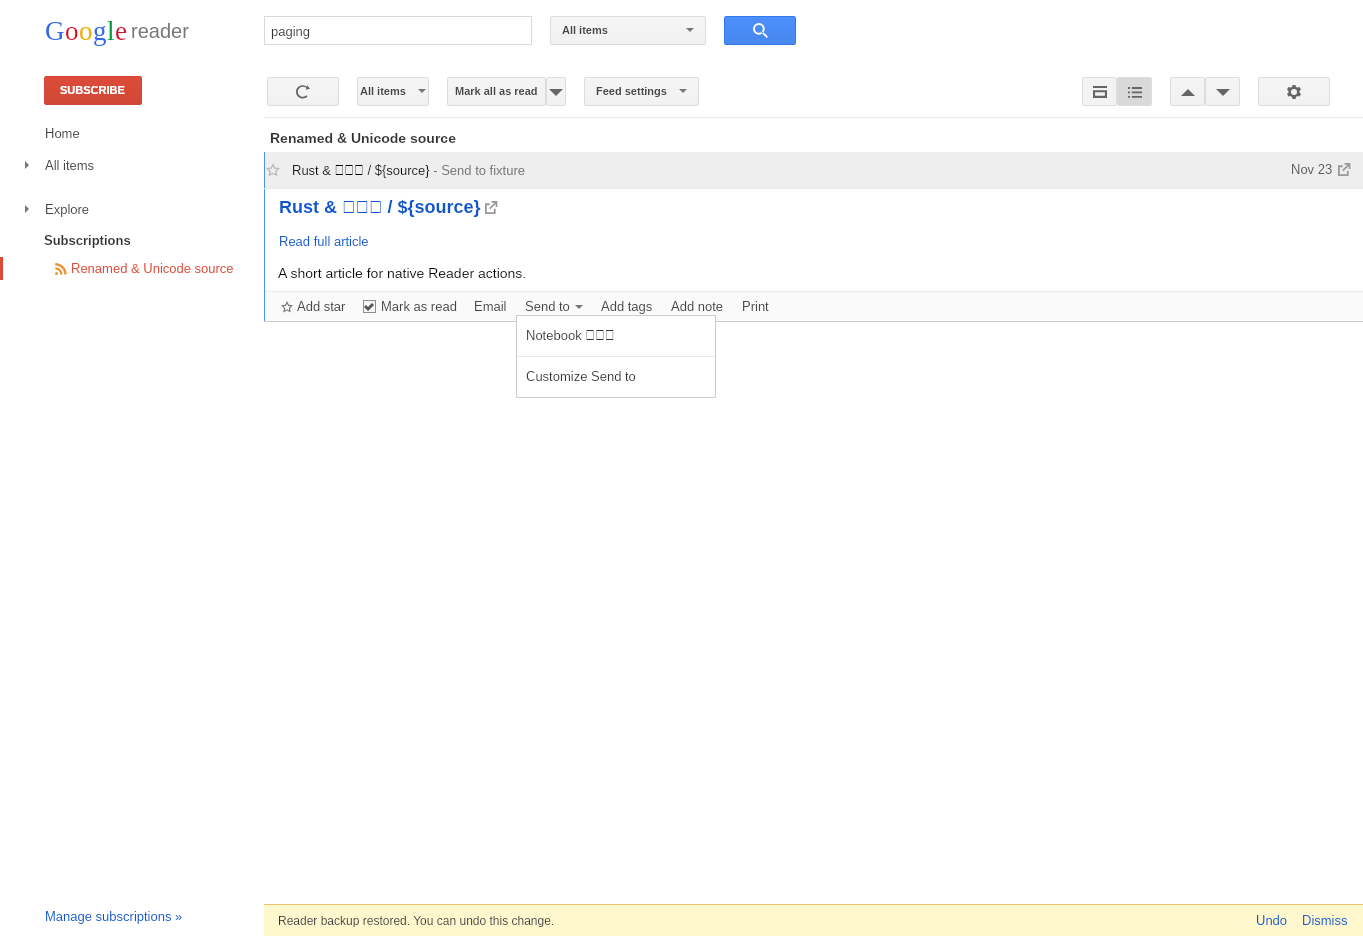 Google reader
paging
All items
SUBSCRIBE
All items
Mark all as read
Feed settings
Home
All items
Explore
Subscriptions
Renamed & Unicode source
Renamed & Unicode source
Rust & / ${source} - Send to fixture
Nov 23
Rust & / ${source}
Read full article
A short article for native Reader actions.
Add star
Mark as read
Email
Send to
Add tags
Add note
Print
Notebook
Customize Send to
Manage subscriptions »
Reader backup restored. You can undo this change.
Undo
Dismiss